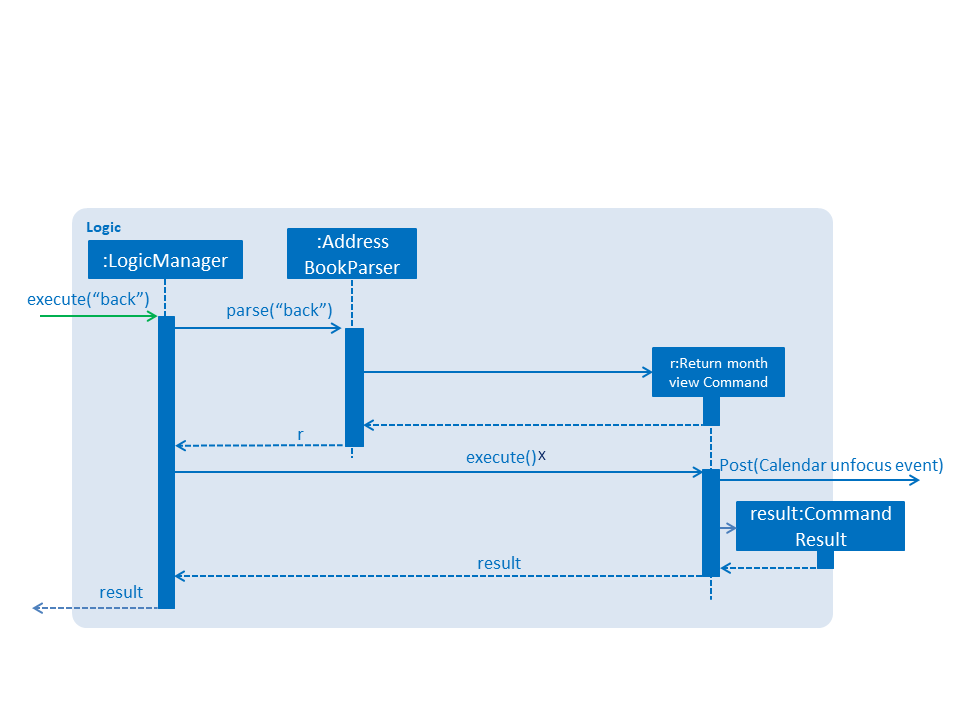 Logic
:LogicManager
:Address
BookParser
execute(“back”)
parse(“back”)
r:Return month
view Command
r
execute()x
Post(Calendar unfocus event)
result:Command
Result
result
result